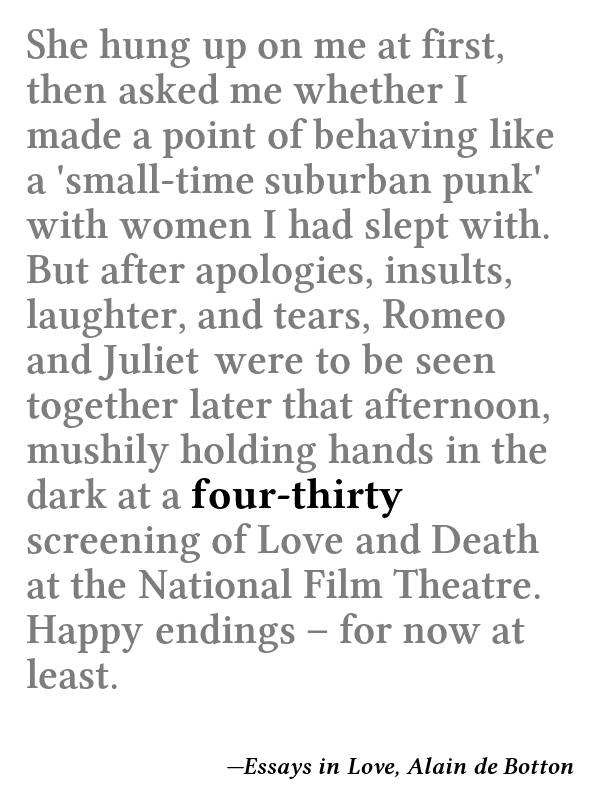 She hung up on me at first,
then asked me whether I
made a point of behaving like
a 'small-time suburban punk'
with women I had slept with.
But after apologies, insults,
laughter, and tears, Romeo
and Juliet were to be seen
together later that afternoon,
mushily holding hands in the
dark at a four-thirty
screening of Love and Death
at the National Film Theatre.
Happy endings – for now at
least.
—Essays in Love, Alain de Botton